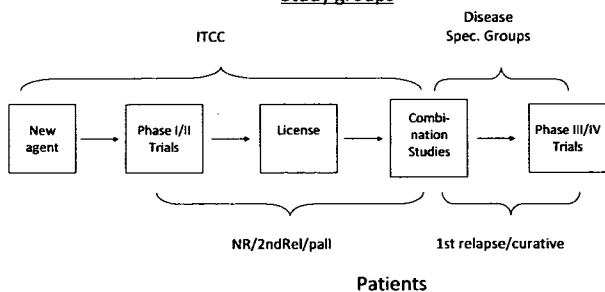 Study groups
Disease
Spec. Groups
ITCC
New
agent
Phase I/II
Trials
License
Combi-
nation
Studies
Phase III/IV
Trials
NR/2ndRel/pall
1st relapse/curative
Patients